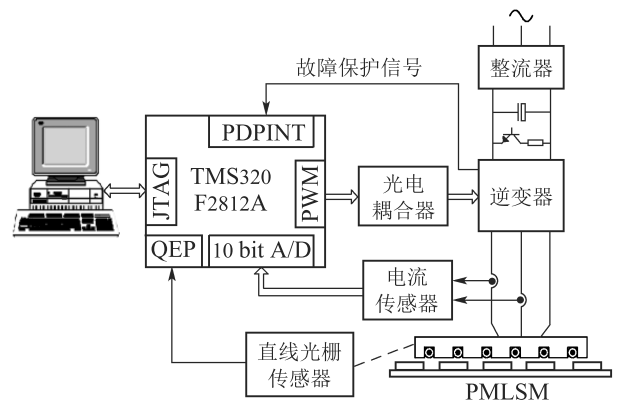 故障保护信号
整流器
PDPINT
JTAG
TMS320
F2812A
PWM
光电
耦合器
逆变器
QEP
10 bit A/D
电流
传感器
直线光栅
传感器
PMLSM